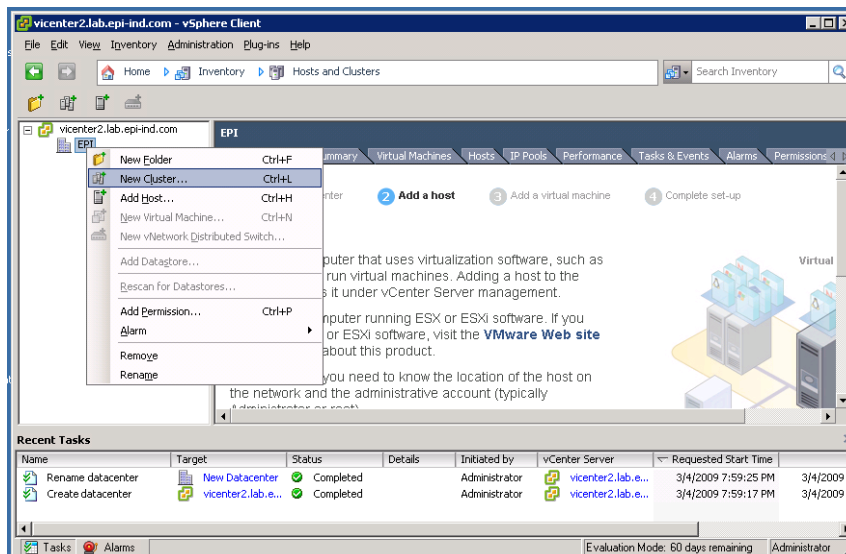 vicenter2.lab.epi-ind.com - vSphere Client
File Edit View Inventory Administration Plug-ins Help
Home Inventory Hosts and Clusters Search Inventory
vicenter2.lab.epi-ind.com
EPI
EPI
ummary Virtual Machines Hosts IP Pools Performance Tasks & Events Alarms Permissions
New Folder Ctrl+F
New Cluster... Ctrl+L
Add Host... Ctrl+H
New Virtual Machine... Ctrl+N
New vNetwork Distributed Switch...
Add Datastore...
Rescan for Datastores...
Add Permission... Ctrl+P
Alarm
Remove
Rename
enter 2 Add a host 3 Add a virtual machine 4 Complete set-up
puter that uses virtualization software, such as
run virtual machines. Adding a host to the
s it under vCenter Server management.
mputer running ESX or ESXi software. If you
or ESXi software, visit the VMware Web site
about this product.
you need to know the location of the host on
the network and the administrative account (typically
Administrator or root)
Virtual
Recent Tasks
Name Target Status Details Initiated by vCenter Server Requested Start Time
Rename datacenter New Datacenter Completed Administrator vicenter2.lab.e... 3/4/2009 7:59:25 PM 3/4/2009
Create datacenter vicenter2.lab.e... Completed Administrator vicenter2.lab.e... 3/4/2009 7:59:17 PM 3/4/2009
Tasks Alarms Evaluation Mode: 60 days remaining Administrator